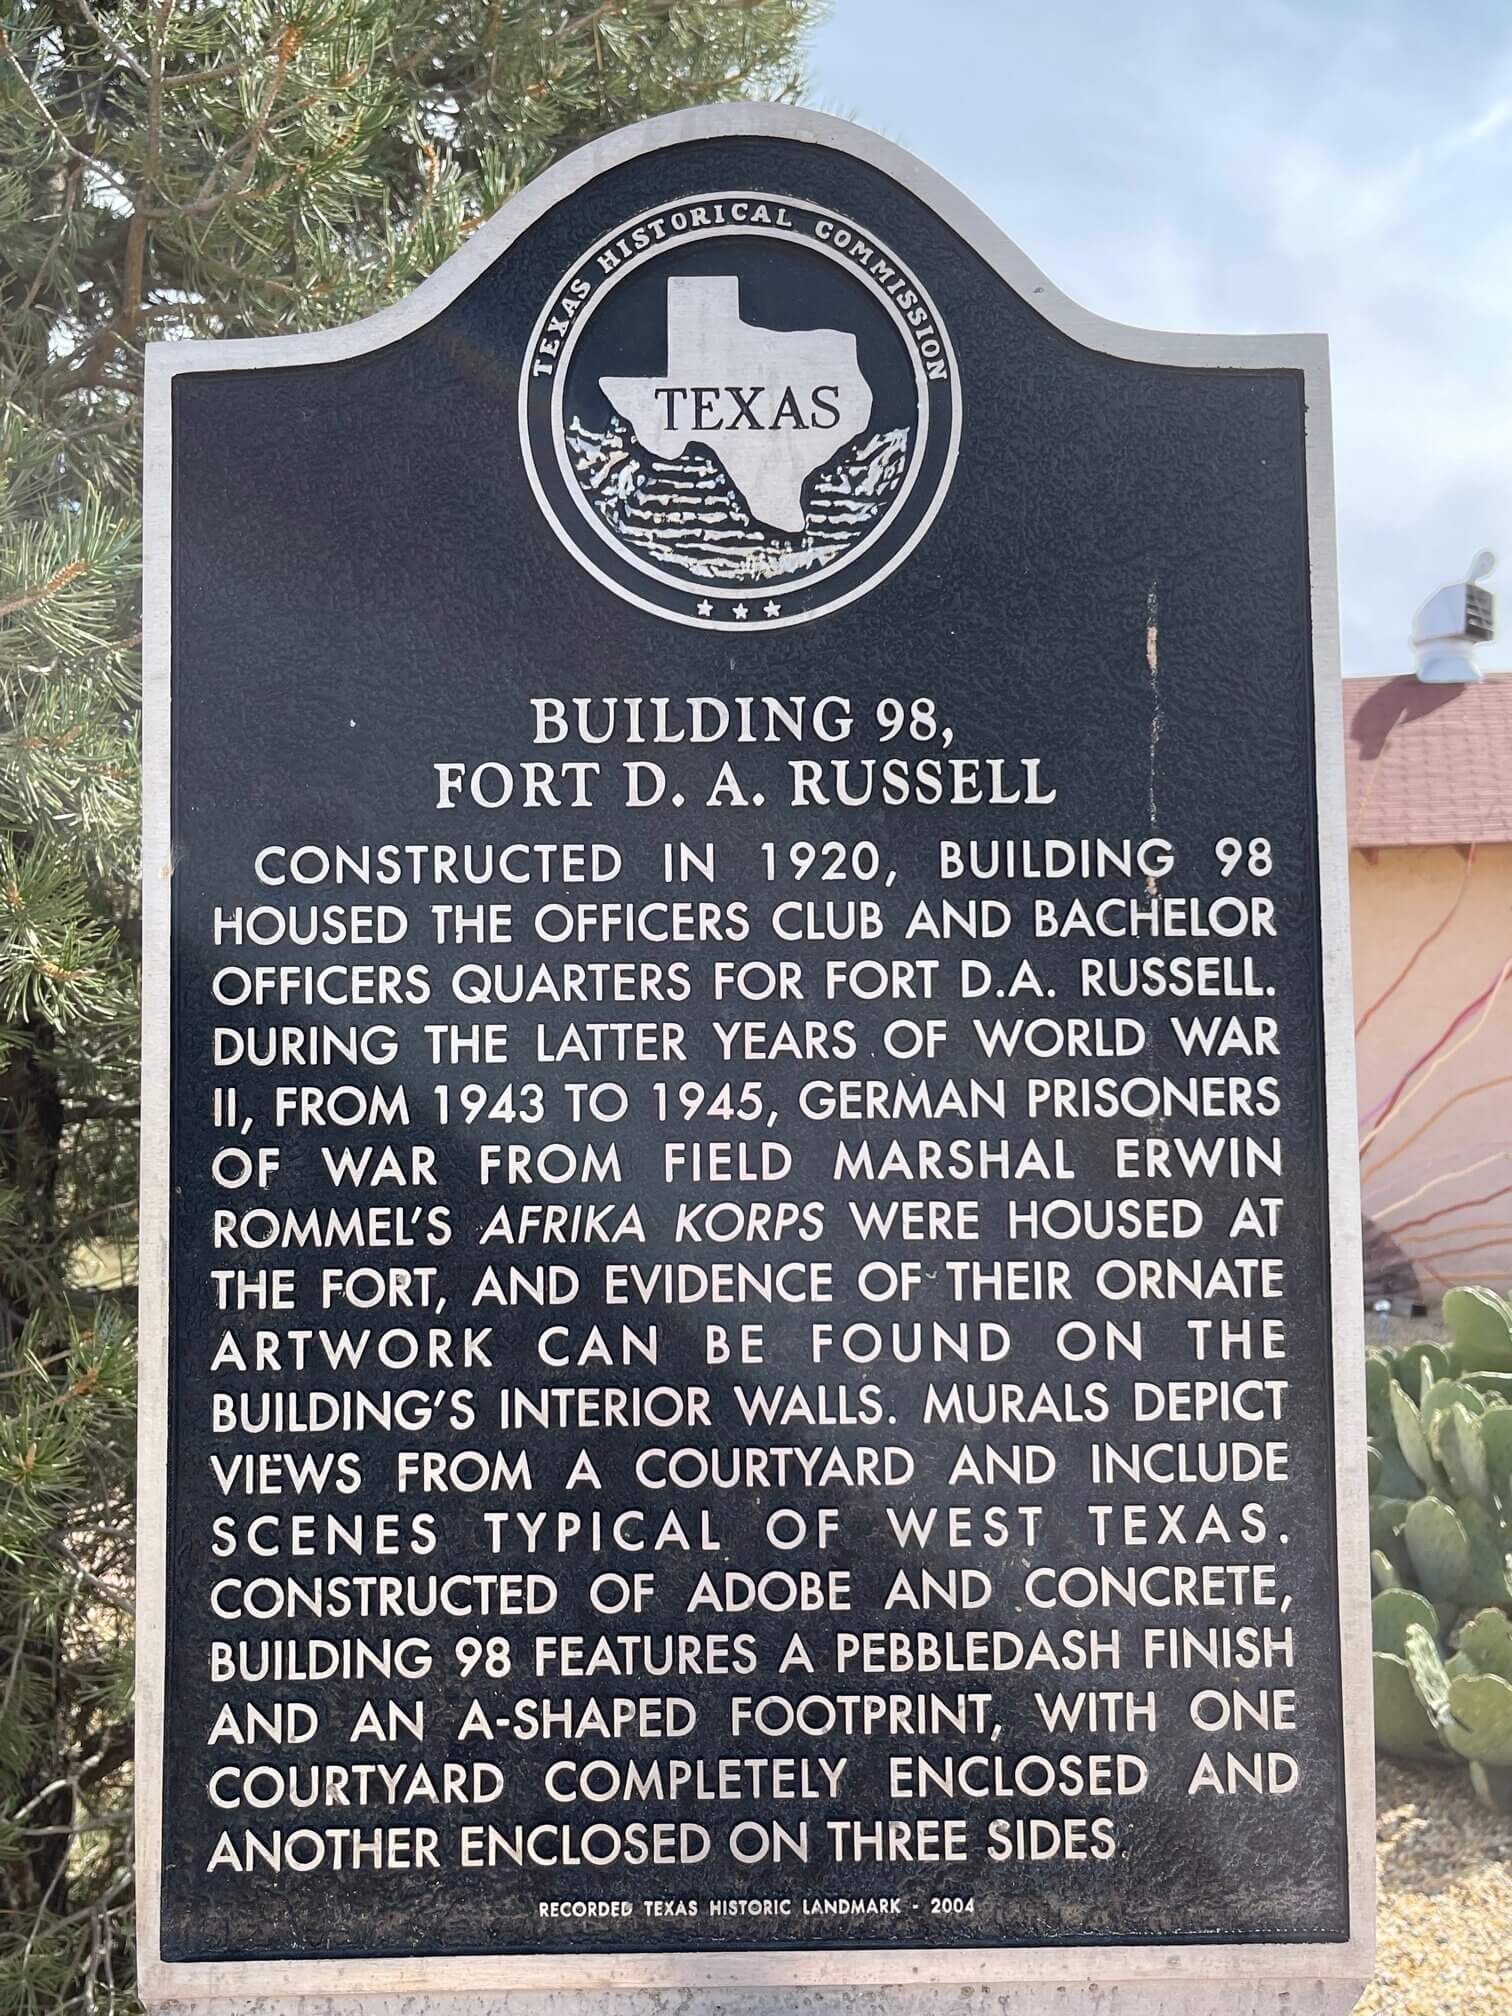 TEXAS HISTORICAL COMMISSION
TEXAS
BUILDING 98,
FORT D. A. RUSSELL
CONSTRUCTED IN 1920, BUILDING 98
HOUSED THE OFFICERS CLUB AND BACHELOR
OFFICERS QUARTERS FOR FORT D.A. RUSSELL.
DURING THE LATTER YEARS OF WORLD WAR
II, FROM 1943 TO 1945, GERMAN PRISONERS
OF WAR FROM FIELD MARSHAL ERWIN
ROMMEL'S AFRIKA KORPS WERE HOUSED AT
THE FORT, AND EVIDENCE OF THEIR ORNATE
ARTWORK CAN BE FOUND ON THE
BUILDING'S INTERIOR WALLS. MURALS DEPICT
VIEWS FROM A COURTYARD AND INCLUDE
SCENES TYPICAL OF WEST TEXAS.
CONSTRUCTED OF ADOBE AND CONCRETE,
BUILDING 98 FEATURES A PEBBLEDASH FINISH
AND AN A-SHAPED FOOTPRINT, WITH ONE
COURTYARD COMPLETELY ENCLOSED AND
ANOTHER ENCLOSED ON THREE SIDES.
RECORDED TEXAS HISTORIC LANDMARK - 2004